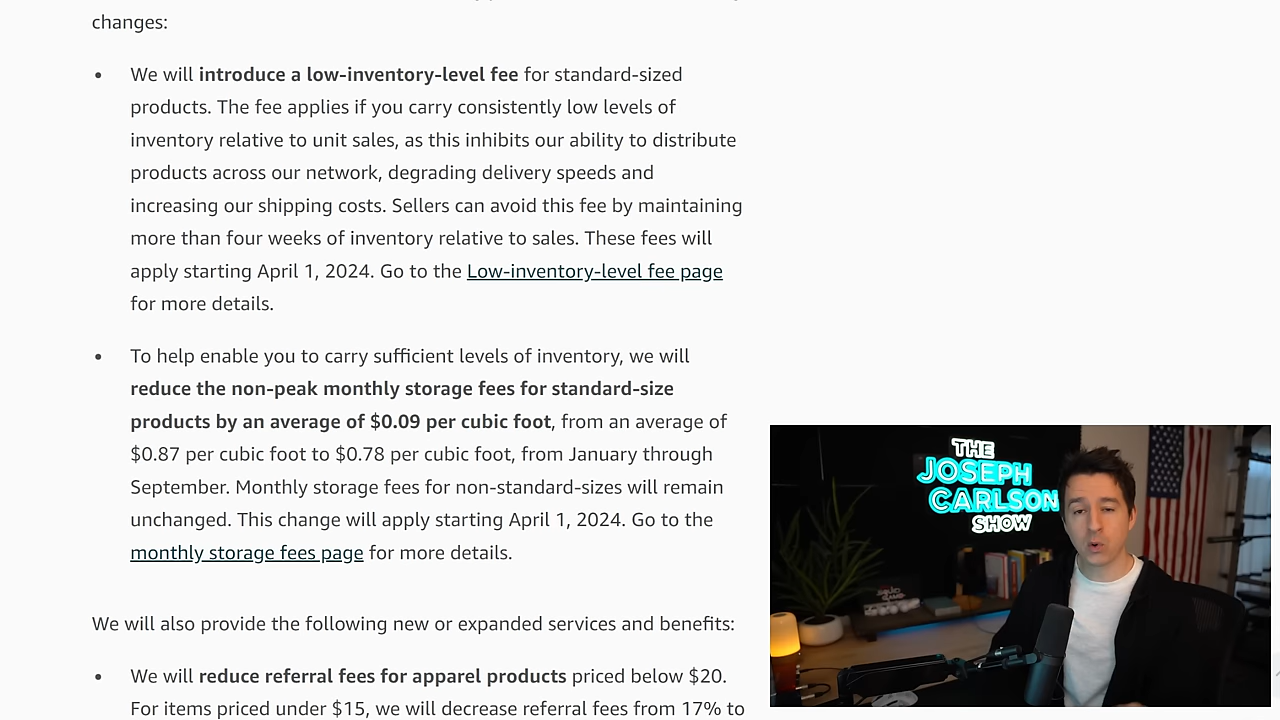 changes:
• We will introduce a low-inventory-level fee for standard-sized
products. The fee applies if you carry consistently low levels of
inventory relative to unit sales, as this inhibits our ability to distribute
products across our network, degrading delivery speeds and
increasing our shipping costs. Sellers can avoid this fee by maintaining
more than four weeks of inventory relative to sales. These fees will
apply starting April 1, 2024. Go to the Low-inventory-level fee page
for more details.
• To help enable you to carry sufficient levels of inventory, we will
reduce the non-peak monthly storage fees for standard-size
products by an average of $0.09 per cubic foot, from an average of
$0.87 per cubic foot to $0.78 per cubic foot, from January through
September. Monthly storage fees for non-standard-sizes will remain
unchanged. This change will apply starting April 1, 2024. Go to the
monthly storage fees page for more details.
We will also provide the following new or expanded services and benefits:
• We will reduce referral fees for apparel products priced below $20.
For items priced under $15, we will decrease referral fees from 17% to
THE
JOSEPH
CARLSON
SHOW